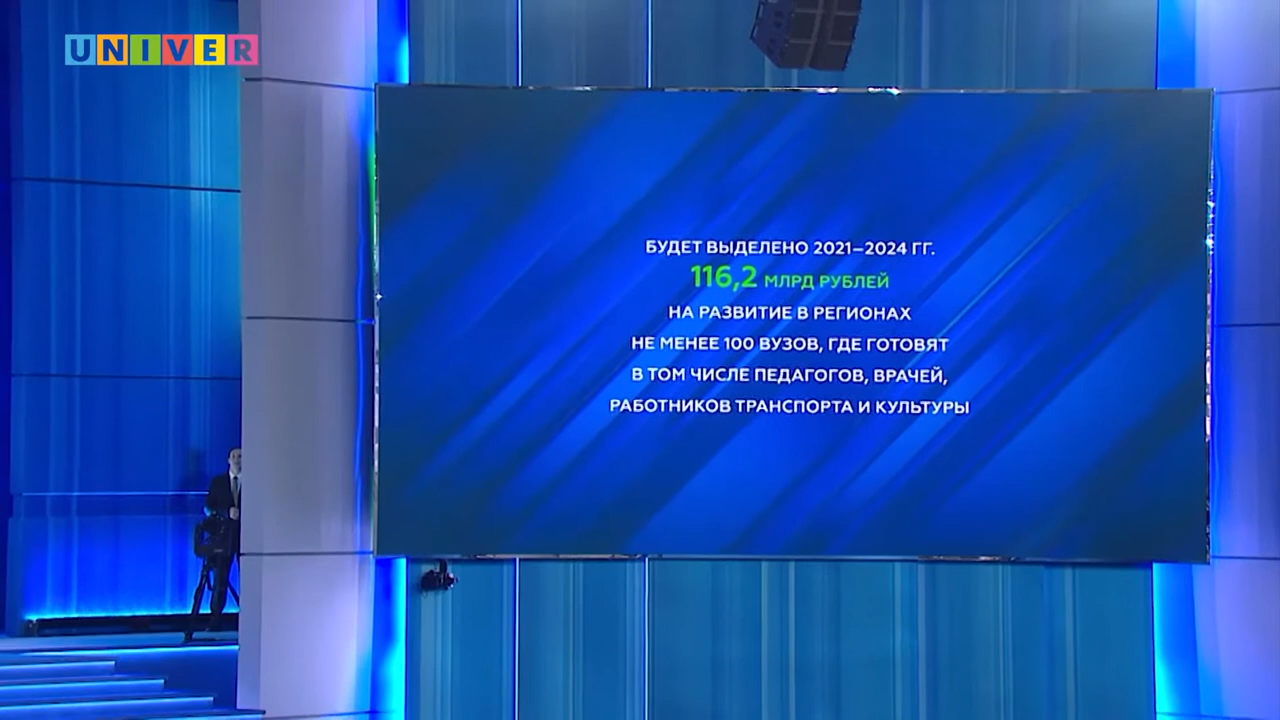 UNIVER
БУДЕТ ВЫДЕЛЕНО 2021–2024 ГГ.
116,2 МЛРД РУБЛЕЙ
НА РАЗВИТИЕ В РЕГИОНАХ
НЕ МЕНЕЕ 100 ВУЗОВ, ГДЕ ГОТОВЯТ
В ТОМ ЧИСЛЕ ПЕДАГОГОВ, ВРАЧЕЙ,
РАБОТНИКОВ ТРАНСПОРТА И КУЛЬТУРЫ